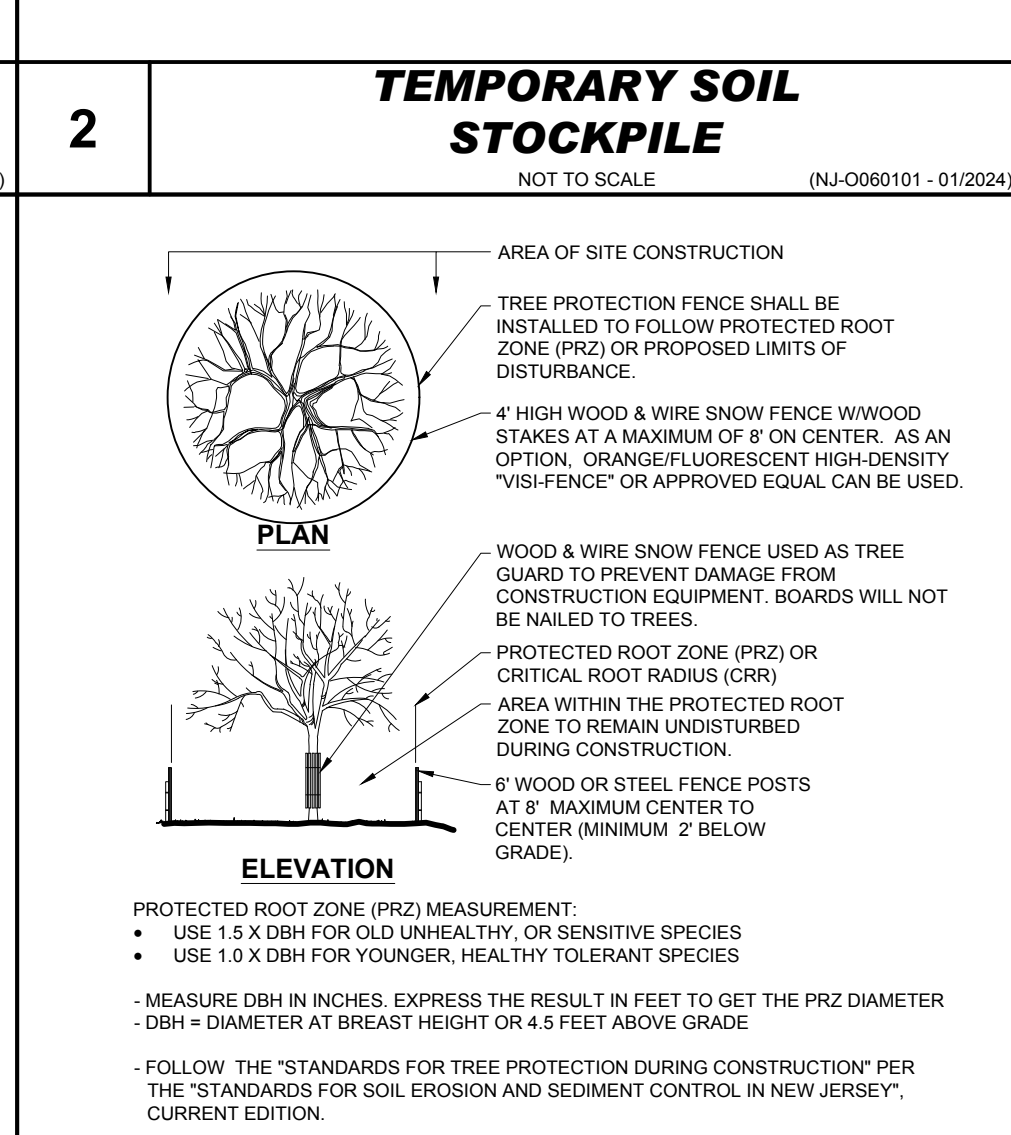 )
2
TEMPORARY SOIL
STOCKPILE
NOT TO SCALE (NJ-O060101 - 01/2024)
AREA OF SITE CONSTRUCTION
TREE PROTECTION FENCE SHALL BE
INSTALLED TO FOLLOW PROTECTED ROOT
ZONE (PRZ) OR PROPOSED LIMITS OF
DISTURBANCE.
4' HIGH WOOD & WIRE SNOW FENCE W/WOOD
STAKES AT A MAXIMUM OF 8' ON CENTER. AS AN
OPTION, ORANGE/FLUORESCENT HIGH-DENSITY
"VISI-FENCE" OR APPROVED EQUAL CAN BE USED.
PLAN
WOOD & WIRE SNOW FENCE USED AS TREE
GUARD TO PREVENT DAMAGE FROM
CONSTRUCTION EQUIPMENT. BOARDS WILL NOT
BE NAILED TO TREES.
PROTECTED ROOT ZONE (PRZ) OR
CRITICAL ROOT RADIUS (CRR)
AREA WITHIN THE PROTECTED ROOT
ZONE TO REMAIN UNDISTURBED
DURING CONSTRUCTION.
6' WOOD OR STEEL FENCE POSTS
AT 8' MAXIMUM CENTER TO
CENTER (MINIMUM 2' BELOW
GRADE).
ELEVATION
PROTECTED ROOT ZONE (PRZ) MEASUREMENT:
• USE 1.5 X DBH FOR OLD UNHEALTHY, OR SENSITIVE SPECIES
• USE 1.0 X DBH FOR YOUNGER, HEALTHY TOLERANT SPECIES
- MEASURE DBH IN INCHES. EXPRESS THE RESULT IN FEET TO GET THE PRZ DIAMETER
- DBH = DIAMETER AT BREAST HEIGHT OR 4.5 FEET ABOVE GRADE
- FOLLOW THE "STANDARDS FOR TREE PROTECTION DURING CONSTRUCTION" PER
THE "STANDARDS FOR SOIL EROSION AND SEDIMENT CONTROL IN NEW JERSEY",
CURRENT EDITION.